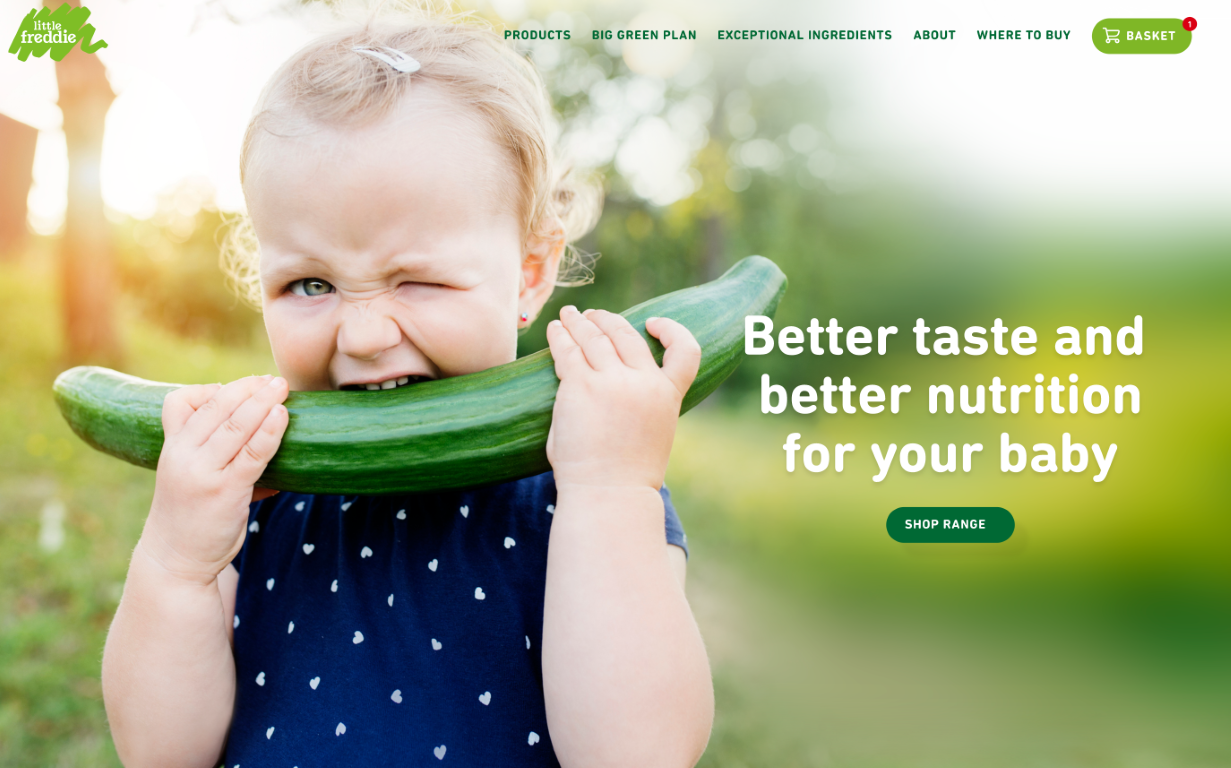 little
freddie
PRODUCTS BIG GREEN PLAN EXCEPTIONAL INGREDIENTS ABOUT WHERE TO BUY BASKET 1
Better taste and
better nutrition
for your baby
SHOP RANGE